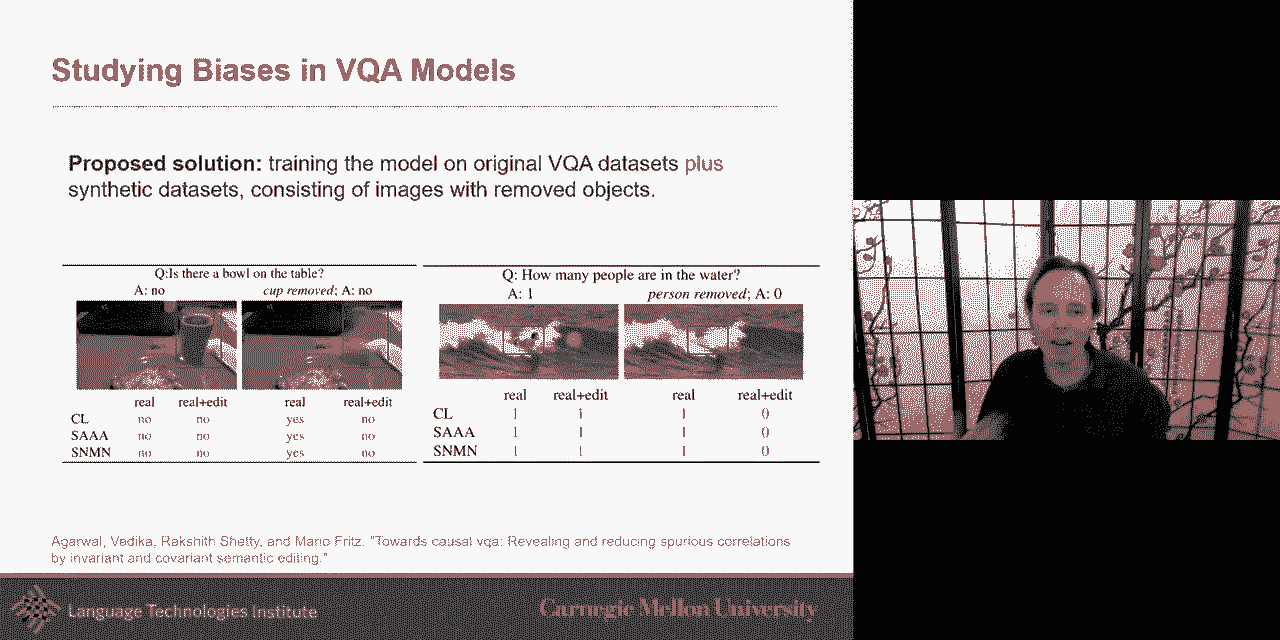 Studying Biases in VQA Models
Proposed solution: training the model on original VQA datasets plus
synthetic datasets, consisting of images with removed objects.
Q:Is there a bowl on the table?
A: no cup removed; A: no
real real+edit real real+edit
CL no no yes no
SAAA no no yes no
SNMN no no yes no
Q: How many people are in the water?
A: 1 person removed; A: 0
real real+edit real real+edit
CL 1 1 1 0
SAAA 1 1 1 0
SNMN 1 1 1 0
Agarwal, Vedika, Rakshith Shetty, and Mario Fritz. "Towards causal vqa: Revealing and reducing spurious correlations
by invariant and covariant semantic editing."
Language Technologies Institute
Carnegie Mellon University